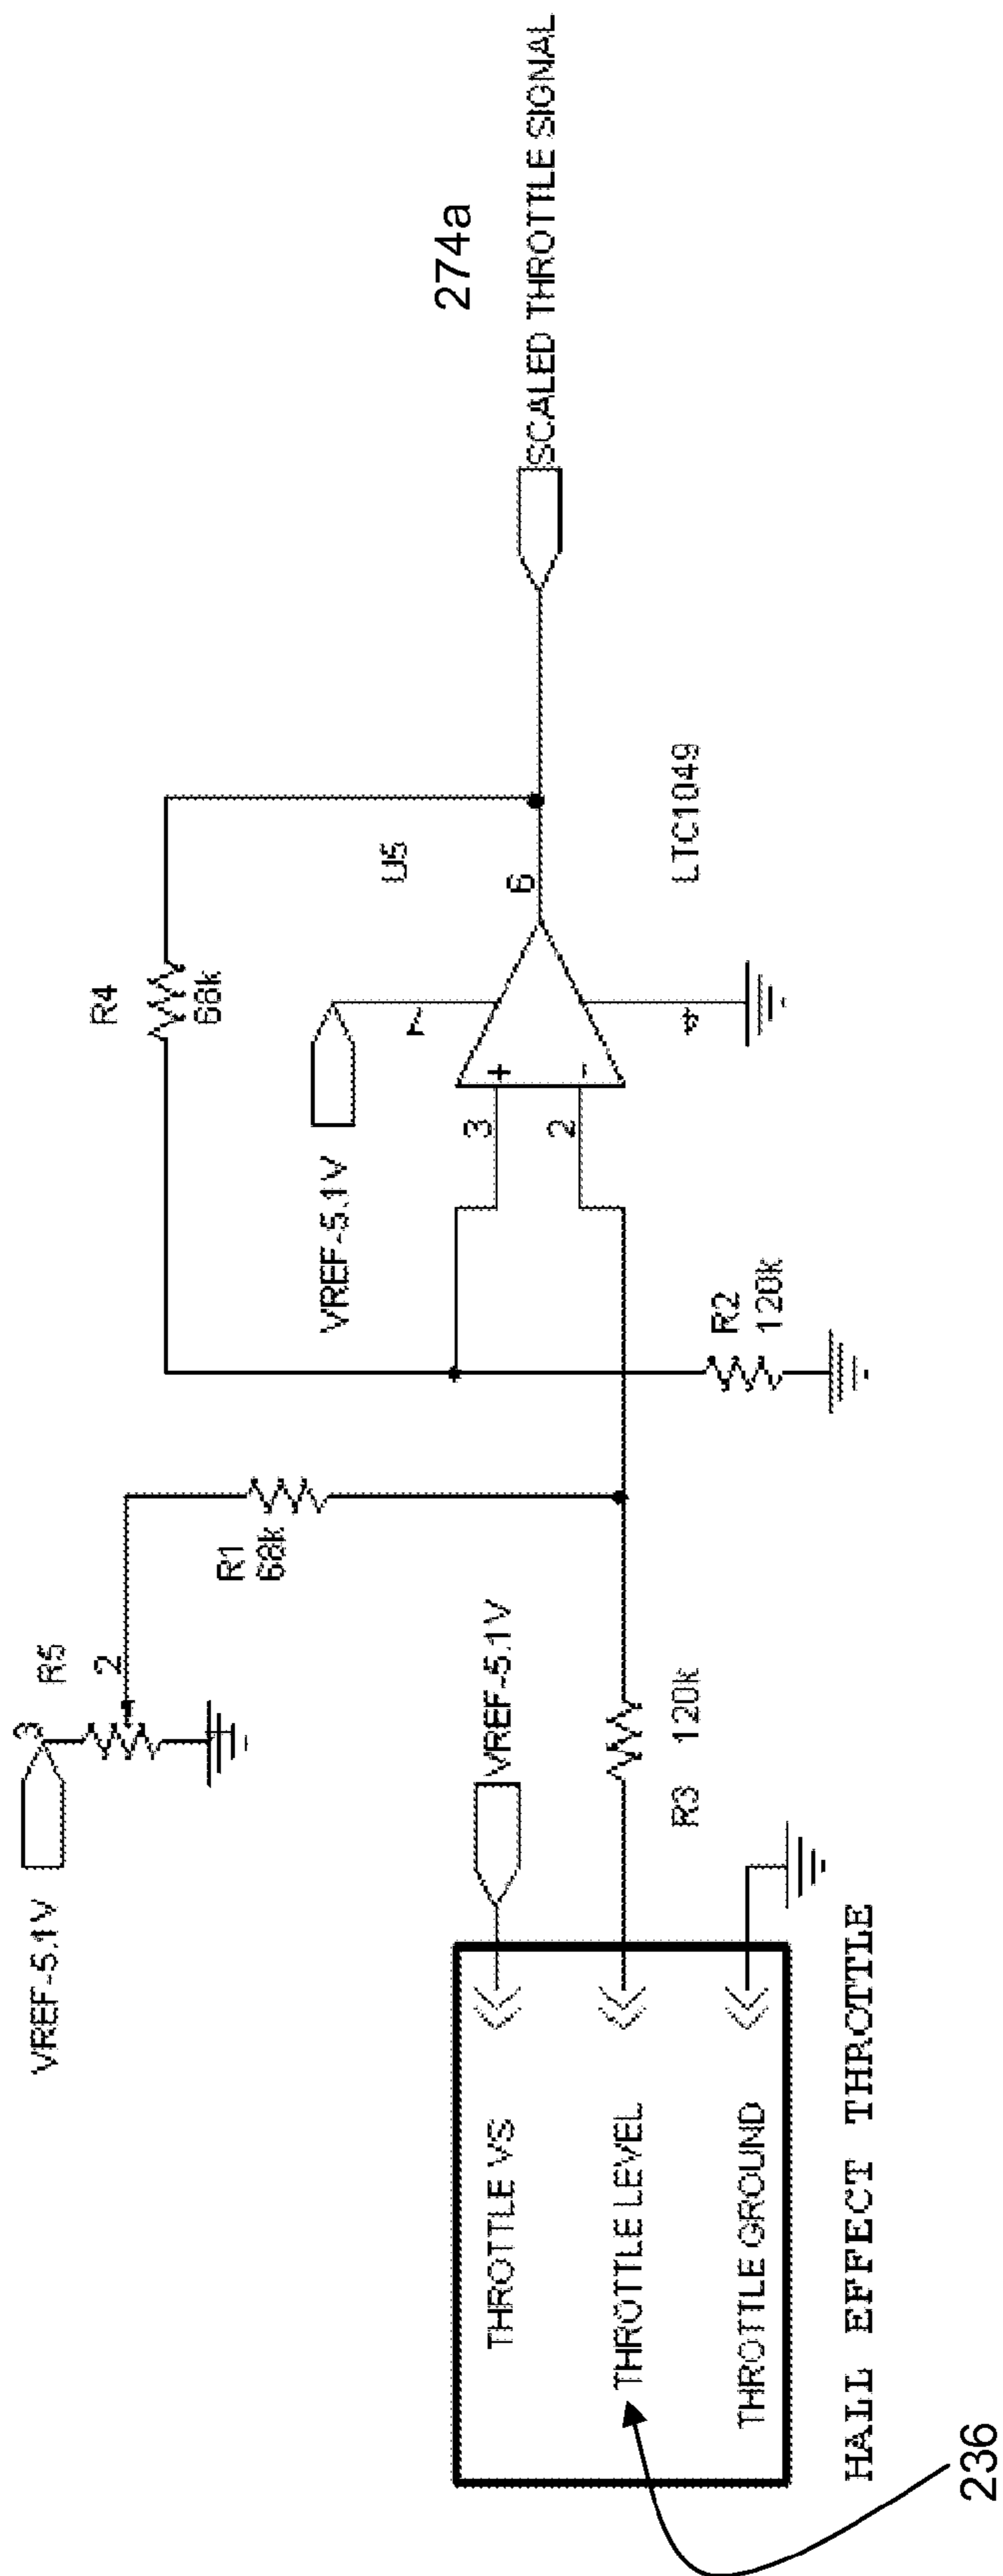 VREF-5.1V
3
R5
2
R1
68k
R4
68k
VREF-5.1V
7
U5
3
+
2
-
6
4
LTC1049
274a
SCALED THROTTLE SIGNAL
R2
120k
VREF-5.1V
R3 120k
THROTTLE VS
THROTTLE LEVEL
THROTTLE GROUND
HALL EFFECT THROTTLE
236